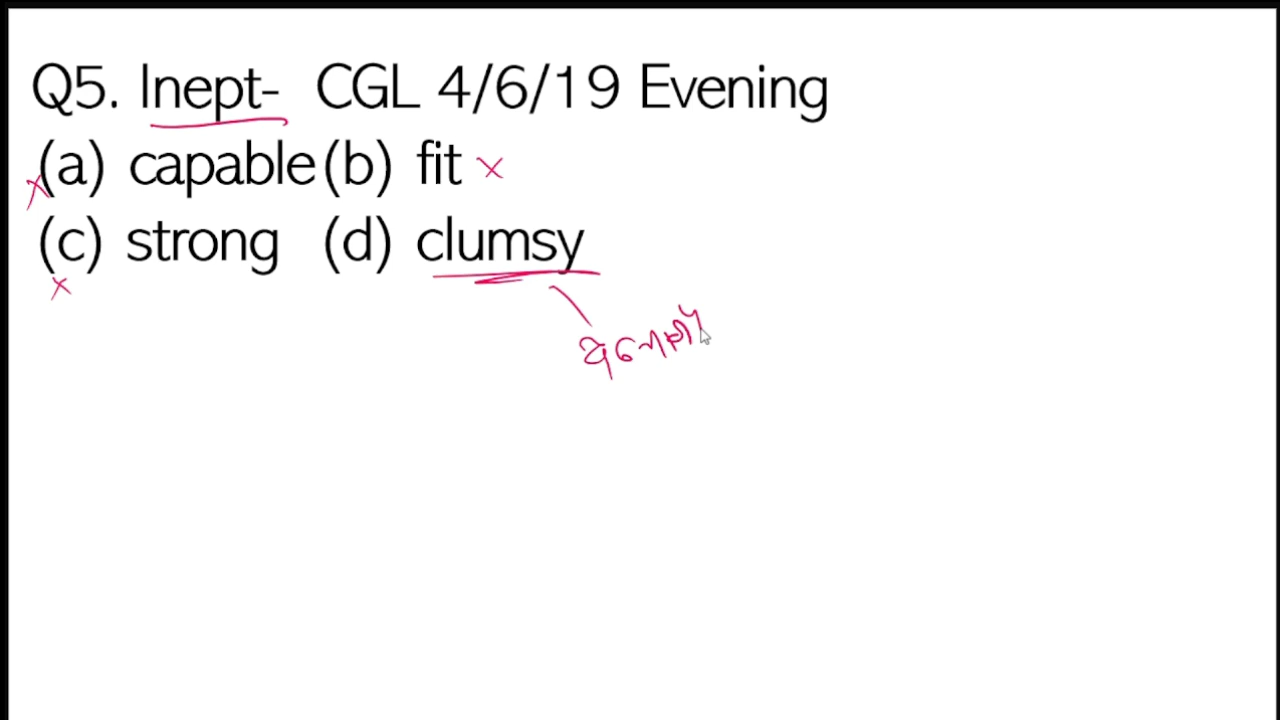 Q5. Inept- CGL 4/6/19 Evening
(a) capable (b) fit
(c) strong (d) clumsy